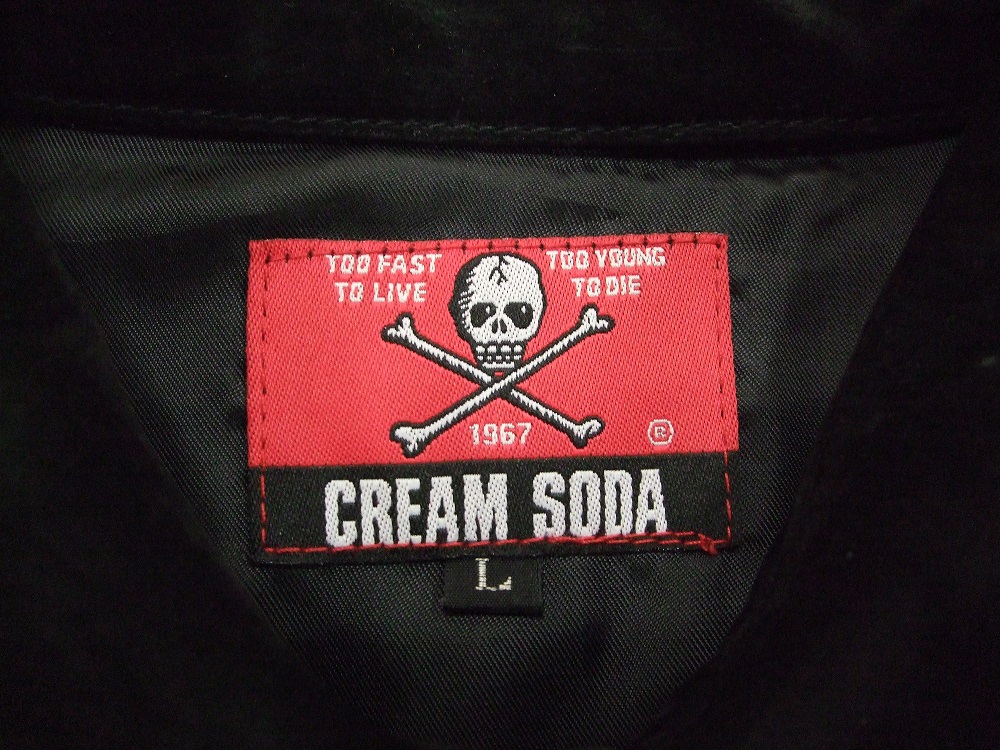 TOO FAST
TO LIVE
TOO YOUNG
TO DIE
1967
®
CREAM SODA
L